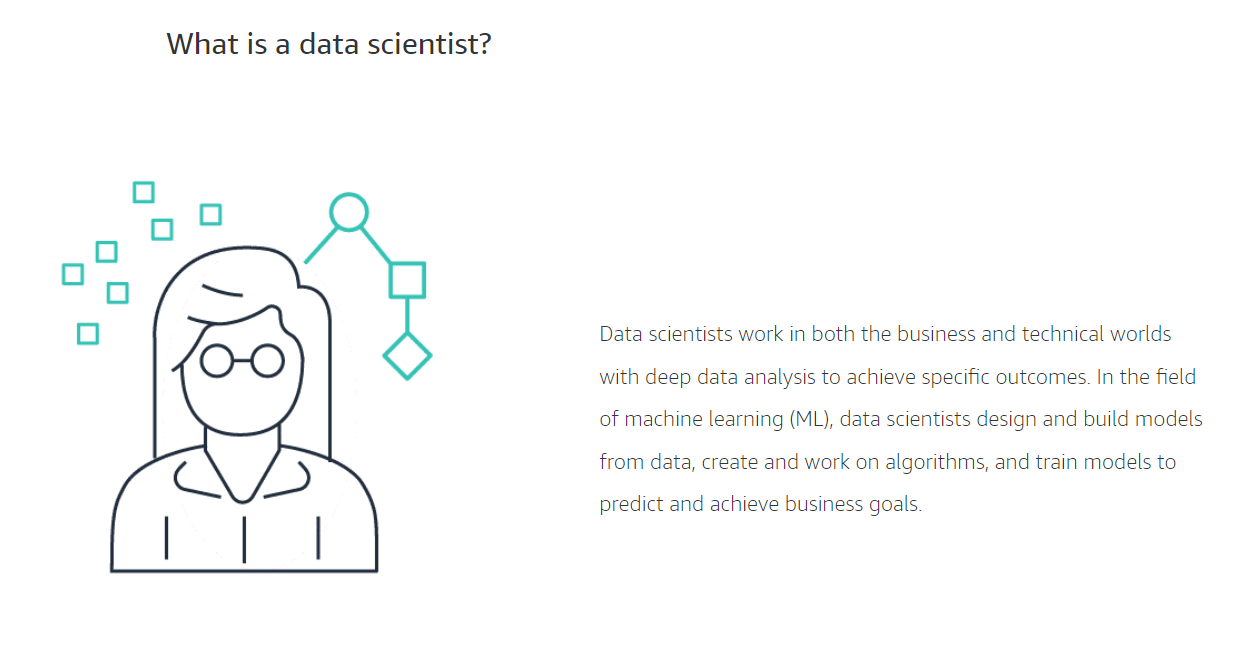 What is a data scientist?
Data scientists work in both the business and technical worlds
with deep data analysis to achieve specific outcomes. In the field
of machine learning (ML), data scientists design and build models
from data, create and work on algorithms, and train models to
predict and achieve business goals.